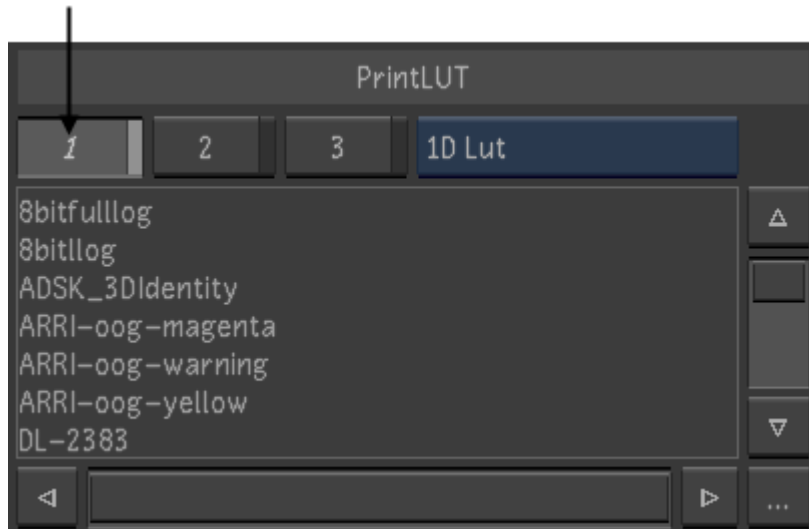 PrintLUT
1 2 3 1D Lut
8bitfulllog
8bitllog
ADSK_3DIdentity
ARRI-oog-magenta
ARRI-oog-warning
ARRI-oog-yellow
DL-2383
...